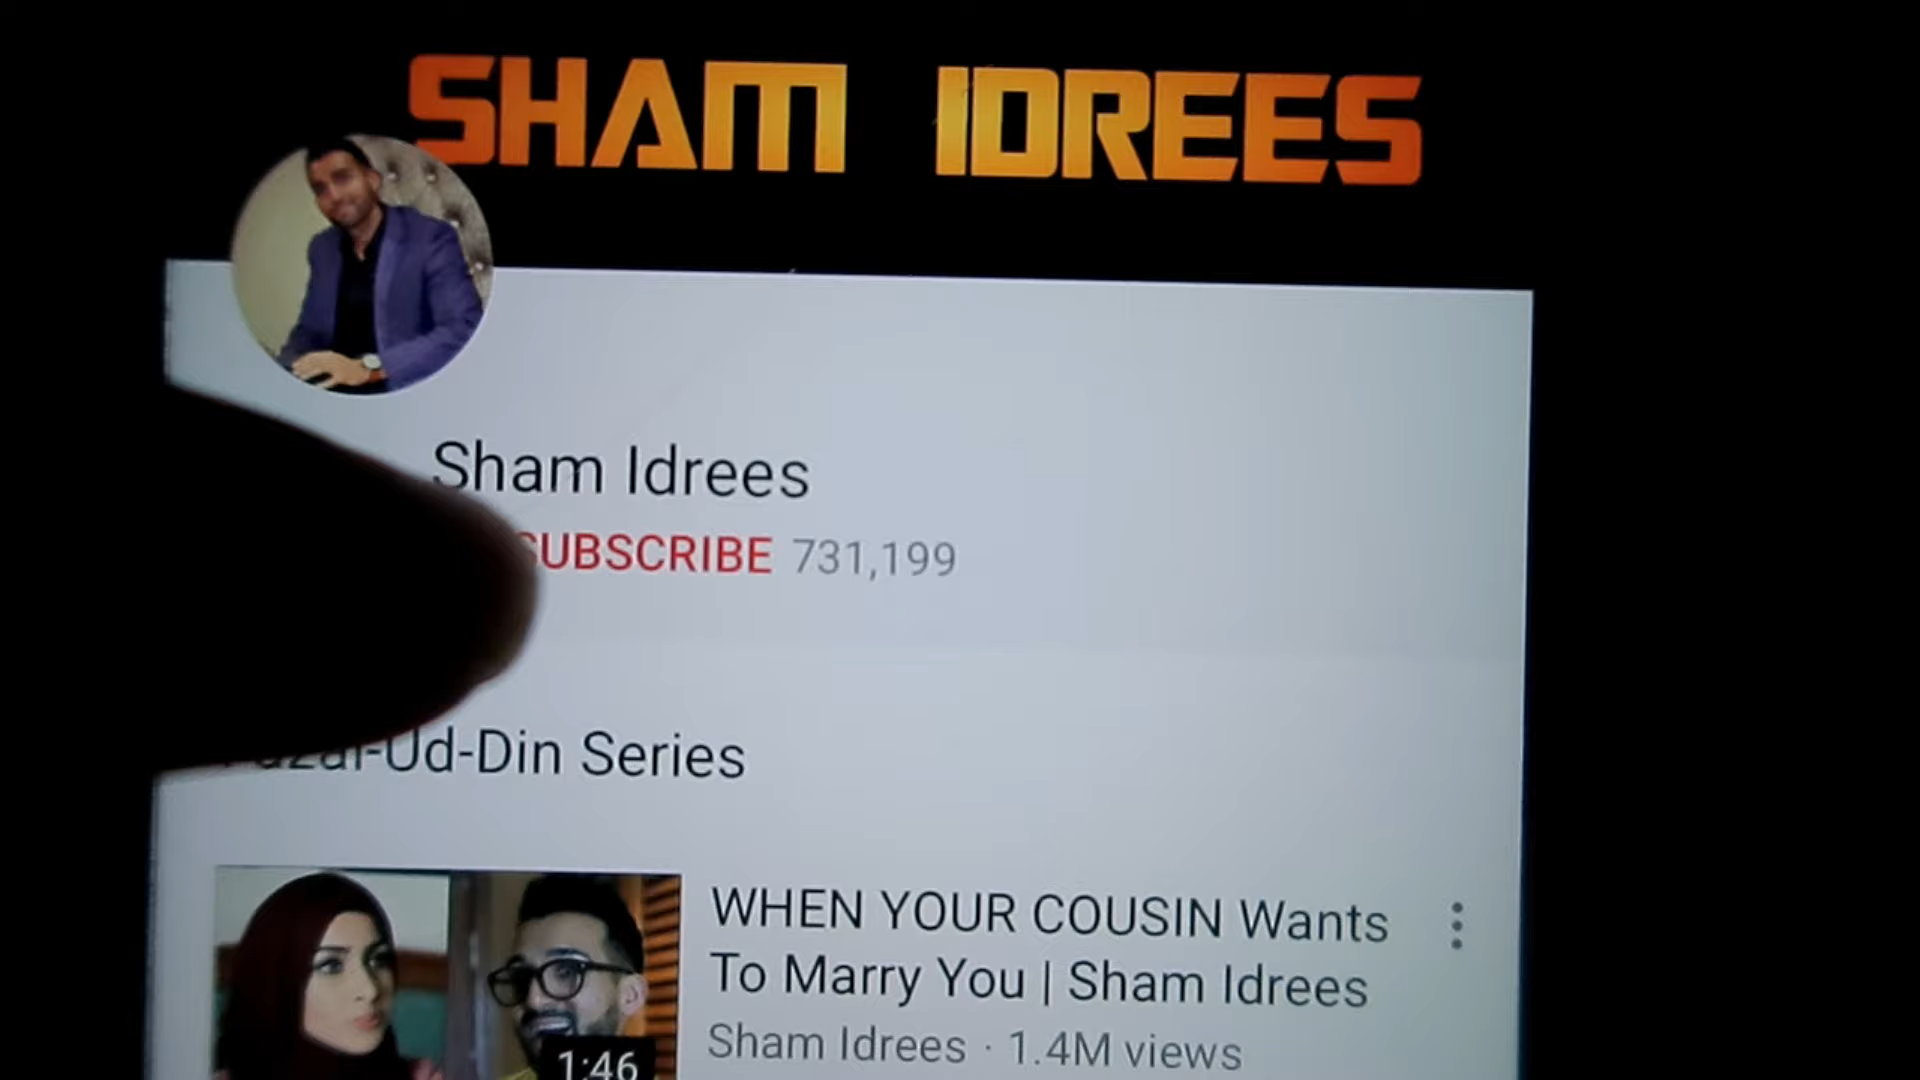 SHAM IDREES
Sham Idrees
SUBSCRIBE 731,199
-Ud-Din Series
WHEN YOUR COUSIN Wants
To Marry You | Sham Idrees
Sham Idrees · 1.4M views
1:46